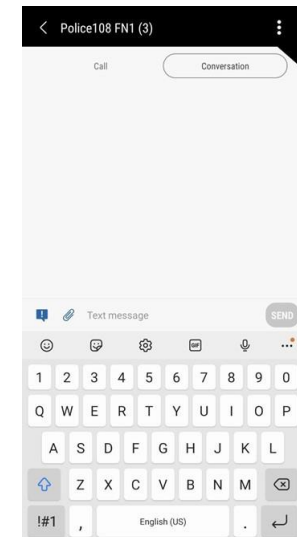 Police108 FN1 (3)
Call Conversation
Text message SEND
GIF
1 2 3 4 5 6 7 8 9 0
Q W E R T Y U I O P
A S D F G H J K L
Z X C V B N M
!#1 , English (US) .